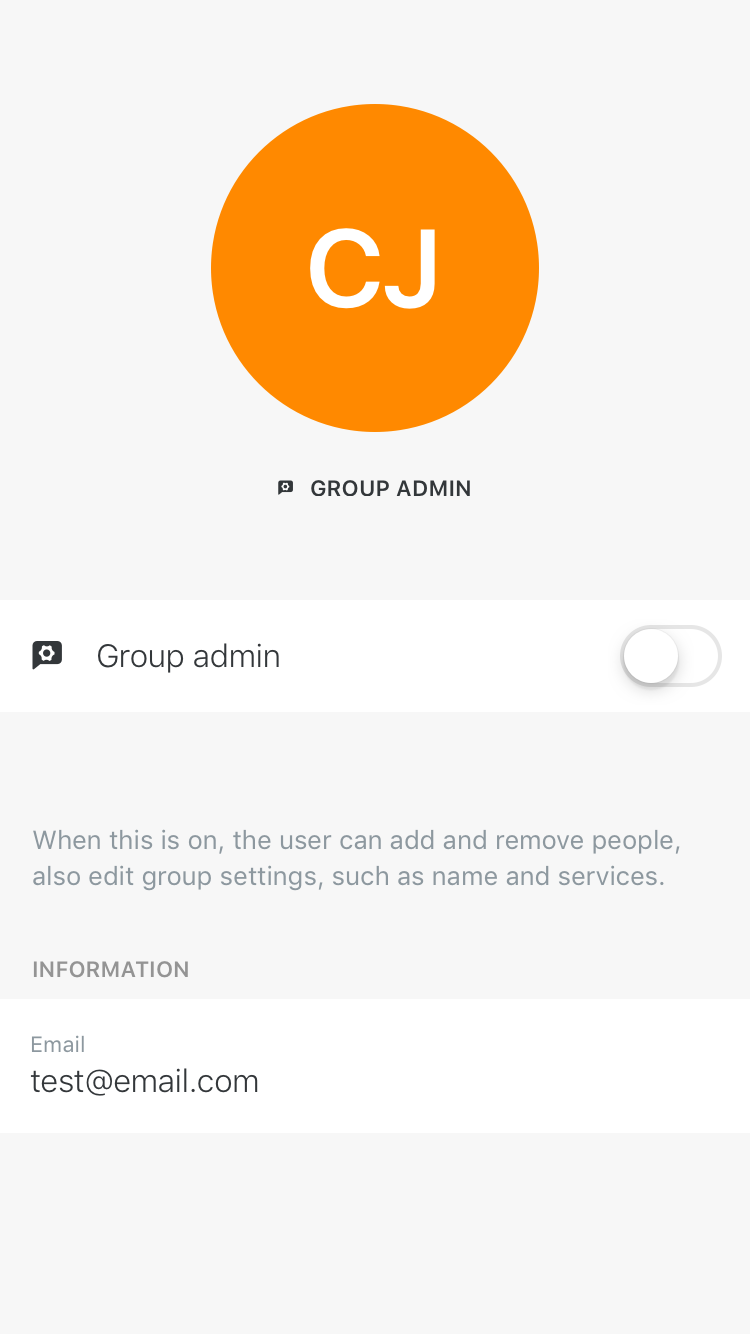 CJ
GROUP ADMIN
Group admin
When this is on, the user can add and remove people,
also edit group settings, such as name and services.
INFORMATION
Email
test@email.com